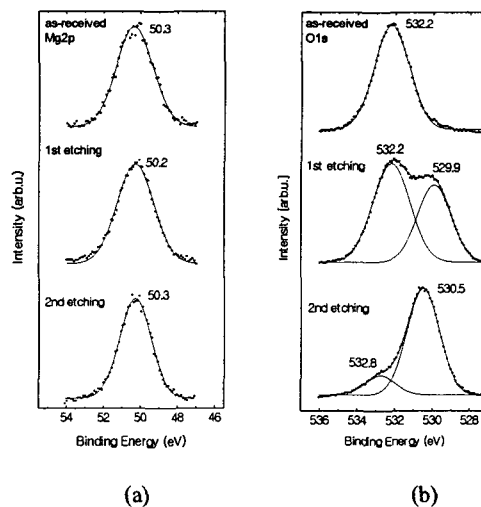 as-received
Mg2p
50.3
1st etching
50.2
2nd etching
50.3
Intensity (arb.u.)
54 52 50 48 46
Binding Energy (eV)
(a)
as-received
O1s
532.2
1st etching
532.2
529.9
2nd etching
530.5
532.8
Intensity [arb.u.]
536 534 532 530 528
Binding Energy (eV)
(b)